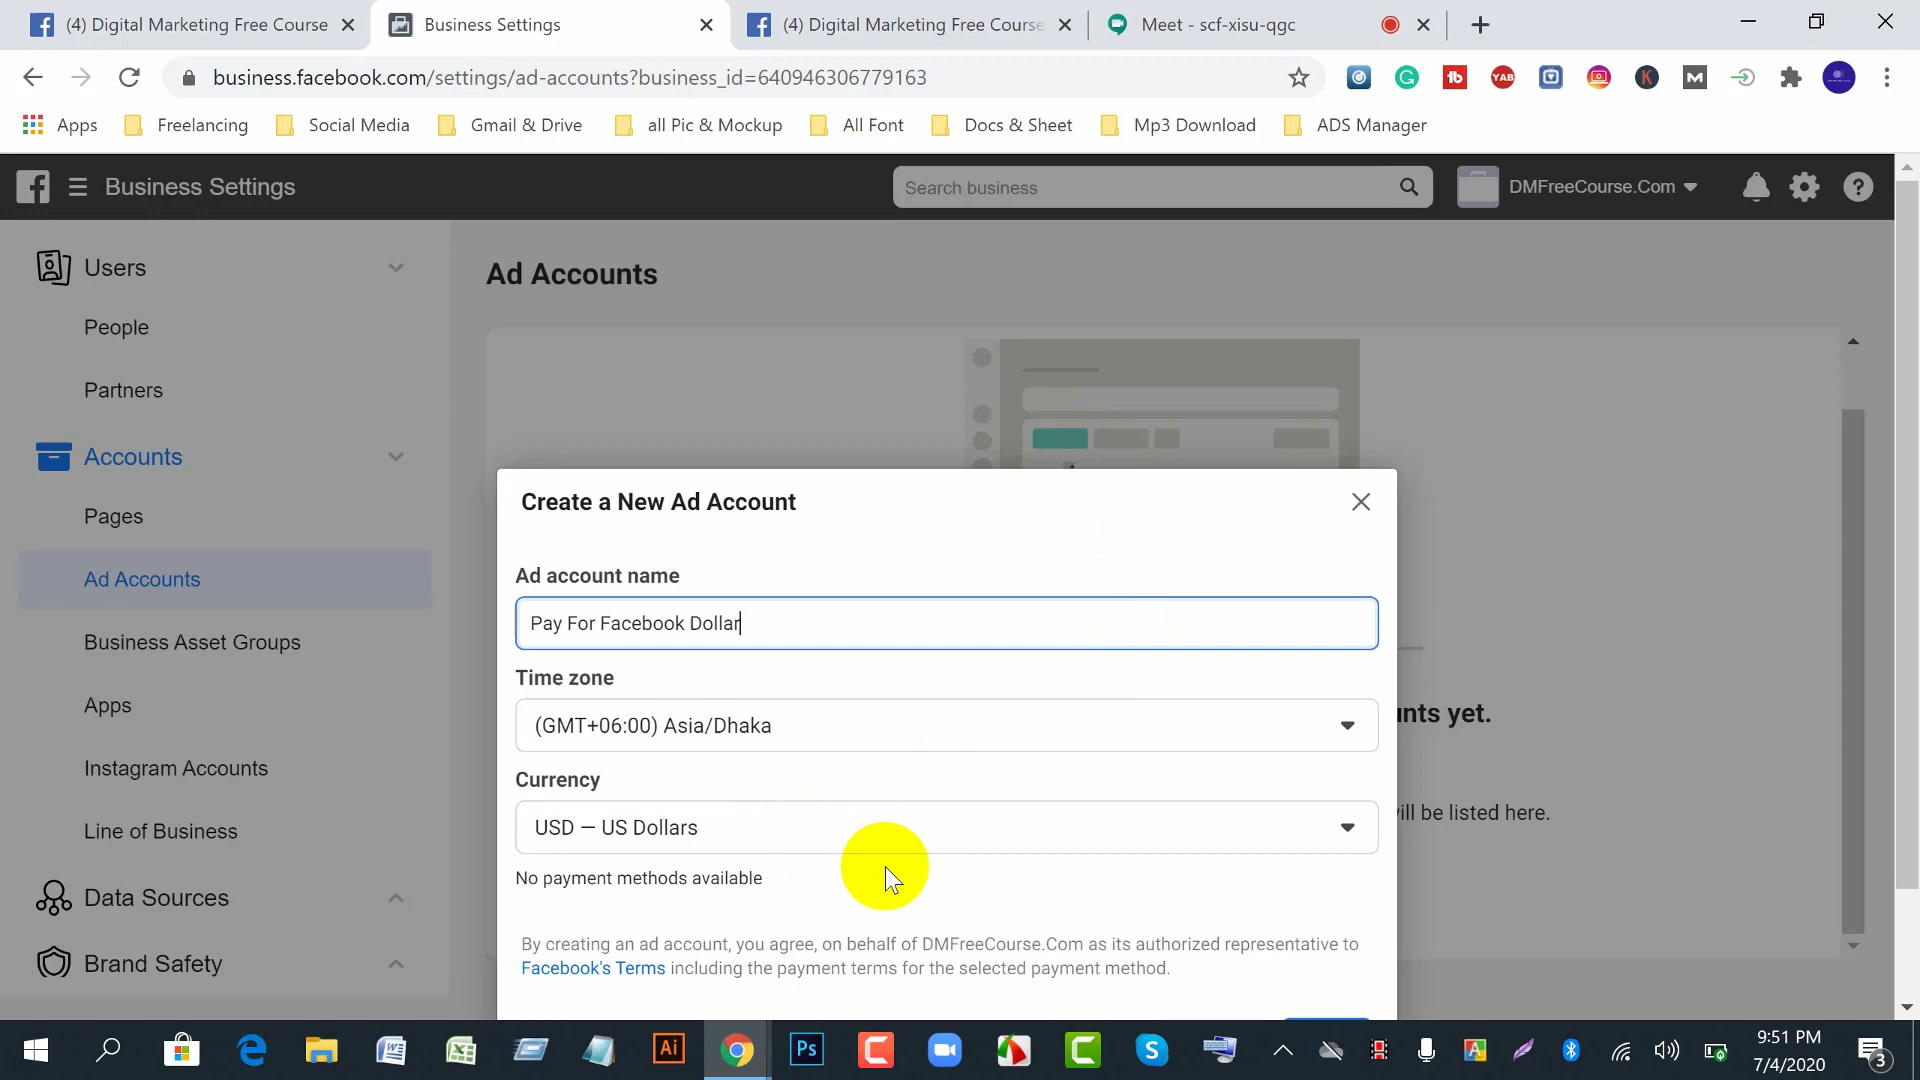 (4) Digital Marketing Free Course
Business Settings
(4) Digital Marketing Free Course
Meet - scf-xisu-qgc
business.facebook.com/settings/ad-accounts?business_id=640946306779163
Apps
Freelancing
Social Media
Gmail & Drive
all Pic & Mockup
All Font
Docs & Sheet
Mp3 Download
ADS Manager
Business Settings
Search business
DMFreeCourse.Com
Users
People
Partners
Accounts
Pages
Ad Accounts
Business Asset Groups
Apps
Instagram Accounts
Line of Business
Data Sources
Brand Safety
Ad Accounts
Create a New Ad Account
Ad account name
Pay For Facebook Dollar
Time zone
(GMT+06:00) Asia/Dhaka
Currency
USD — US Dollars
No payment methods available
By creating an ad account, you agree, on behalf of DMFreeCourse.Com as its authorized representative to
Facebook's Terms including the payment terms for the selected payment method.
unts yet.
ill be listed here.
9:51 PM
7/4/2020
3